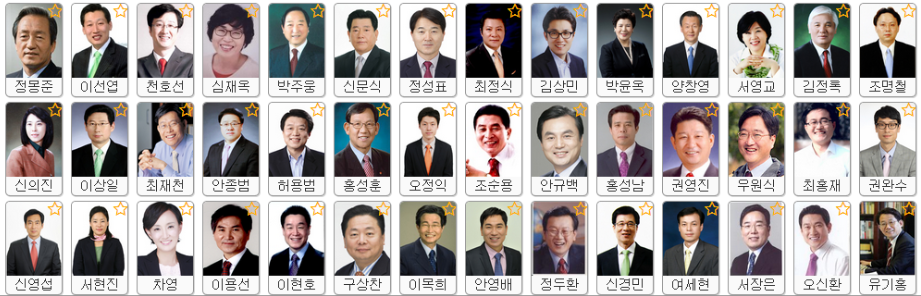 정몽준 이선엽 천호선 심재옥 박주웅 신문식 정성표 최정식 김상민 박윤옥 양창영 서영교 김정록 조명철
신의진 이상일 최재천 안종범 허용범 홍성훈 오정익 조순용 안규백 홍성남 권영진 우원식 최홍재 권완수
신영섭 서현진 차영 이용선 이현호 구상찬 이목희 안영배 정두환 신경민 여세현 서장은 오신환 유기홍